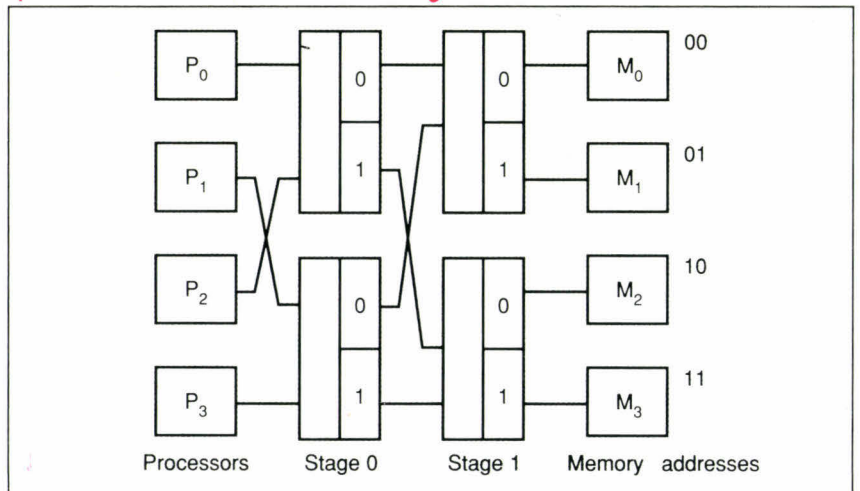 P0 0 0 M0 00
P1 1 1 M1 01
P2 0 0 M2 10
P3 1 1 M3 11
Processors Stage 0 Stage 1 Memory addresses